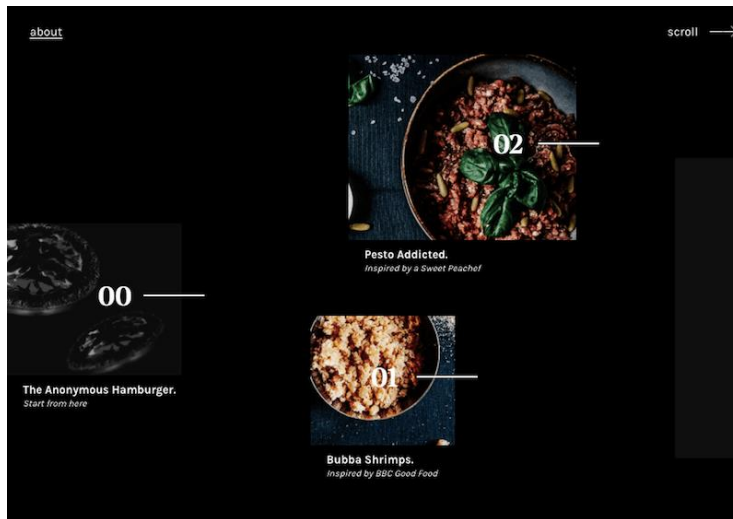 about
scroll
02
Pesto Addicted.
Inspired by a Sweet Peachef
00
The Anonymous Hamburger.
Start from here
01
Bubba Shrimps.
Inspired by BBC Good Food